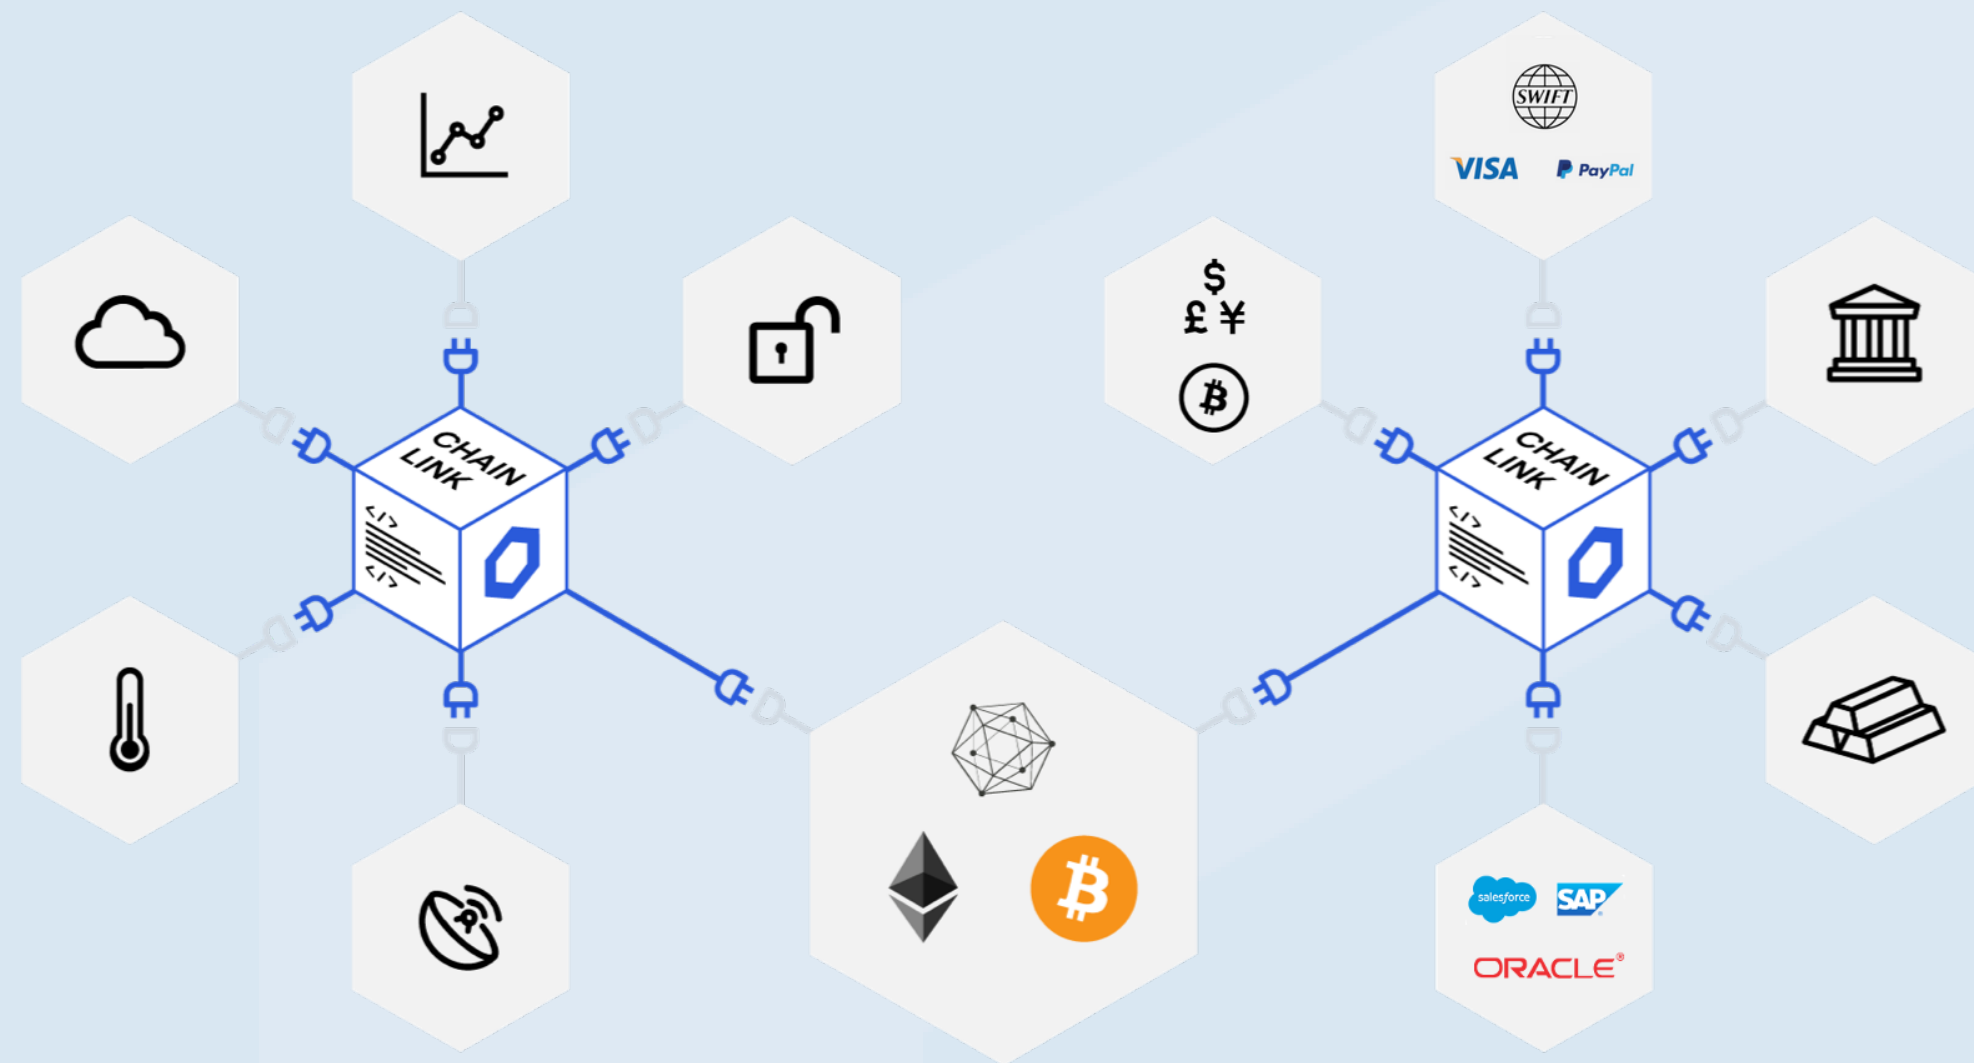 SWIFT
VISA
PayPal
$
£ ¥
CHAIN
LINK
<|>
<|>
CHAIN
LINK
<|>
<|>
salesforce
SAP®
ORACLE®